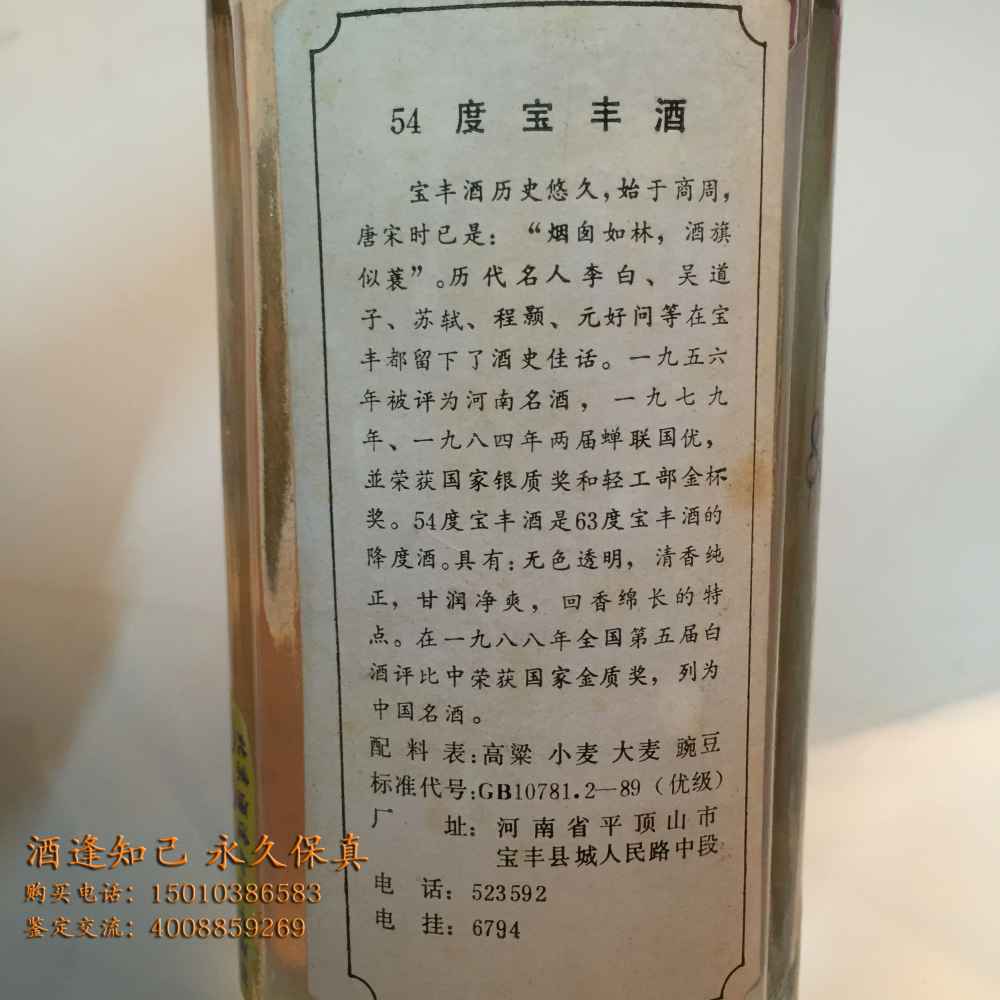 54 度宝丰酒
宝丰酒历史悠久,始于商周,
唐宋时已是：“烟囱如林，酒旗
似蓑”。历代名人李白、吴道
子、苏轼、程颢、元好问等在宝
丰都留下了酒史佳话。一九五六
年被评为河南名酒，一九七九
年、一九八四年两届蝉联国优,
並荣获国家银质奖和轻工部金杯
奖。54度宝丰酒是63度宝丰酒的
降度酒。具有：无色透明，清香纯
正，甘润净爽，回香绵长的特
点。在一九八八年全国第五届白
酒评比中荣获国家金质奖，列为
中国名酒。
配料表:高粱 小麦 大麦 豌豆
标准代号:GB10781.2—89（优级）
厂 址：河南省平顶山市
宝丰县城人民路中段
电 话：523592
电 挂：6794
酒逢知己 永久保真
购买电话：15010386583
鉴定交流：4008859269